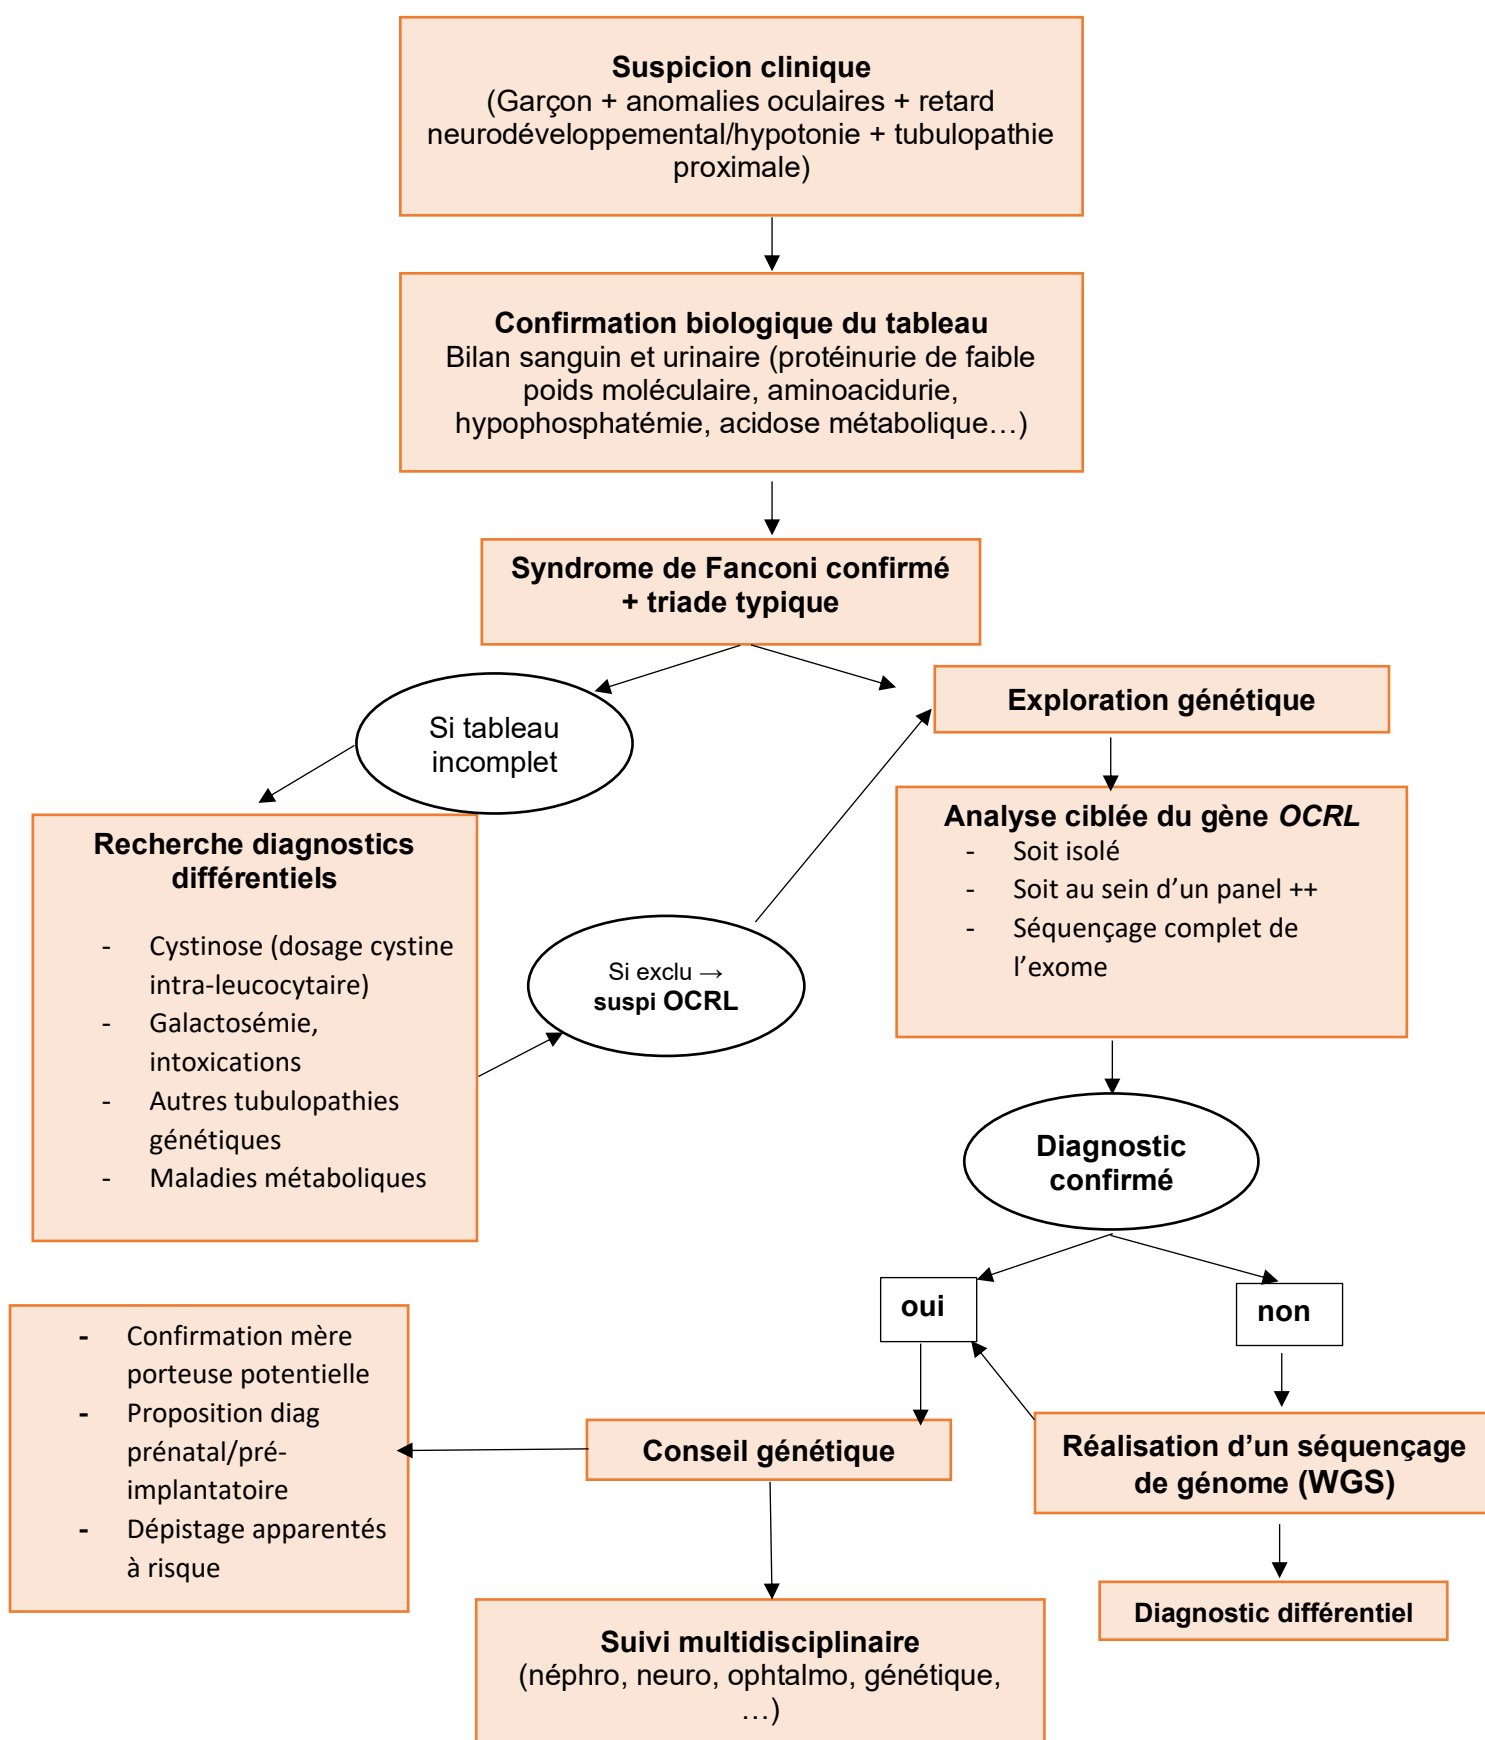 Suspicion clinique
(Garçon + anomalies oculaires + retard
neurodéveloppemental/hypotonie + tubulopathie
proximale)
Confirmation biologique du tableau
Bilan sanguin et urinaire (protéinurie de faible
poids moléculaire, aminoacidurie,
hypophosphatémie, acidose métabolique…)
Syndrome de Fanconi confirmé
+ triade typique
Si tableau
incomplet
Exploration génétique
Recherche diagnostics
différentiels
- Cystinose (dosage cystine
intra-leucocytaire)
- Galactosémie,
intoxications
- Autres tubulopathies
génétiques
- Maladies métaboliques
Si exclu →
suspi OCRL
Analyse ciblée du gène OCRL
- Soit isolé
- Soit au sein d’un panel ++
- Séquençage complet de
l’exome
Diagnostic
confirmé
oui
non
- Confirmation mère
porteuse potentielle
- Proposition diag
prénatal/pré-
implantatoire
- Dépistage apparentés
à risque
Conseil génétique
Réalisation d’un séquençage
de génome (WGS)
Diagnostic différentiel
Suivi multidisciplinaire
(néphro, neuro, ophtalmo, génétique,
…)